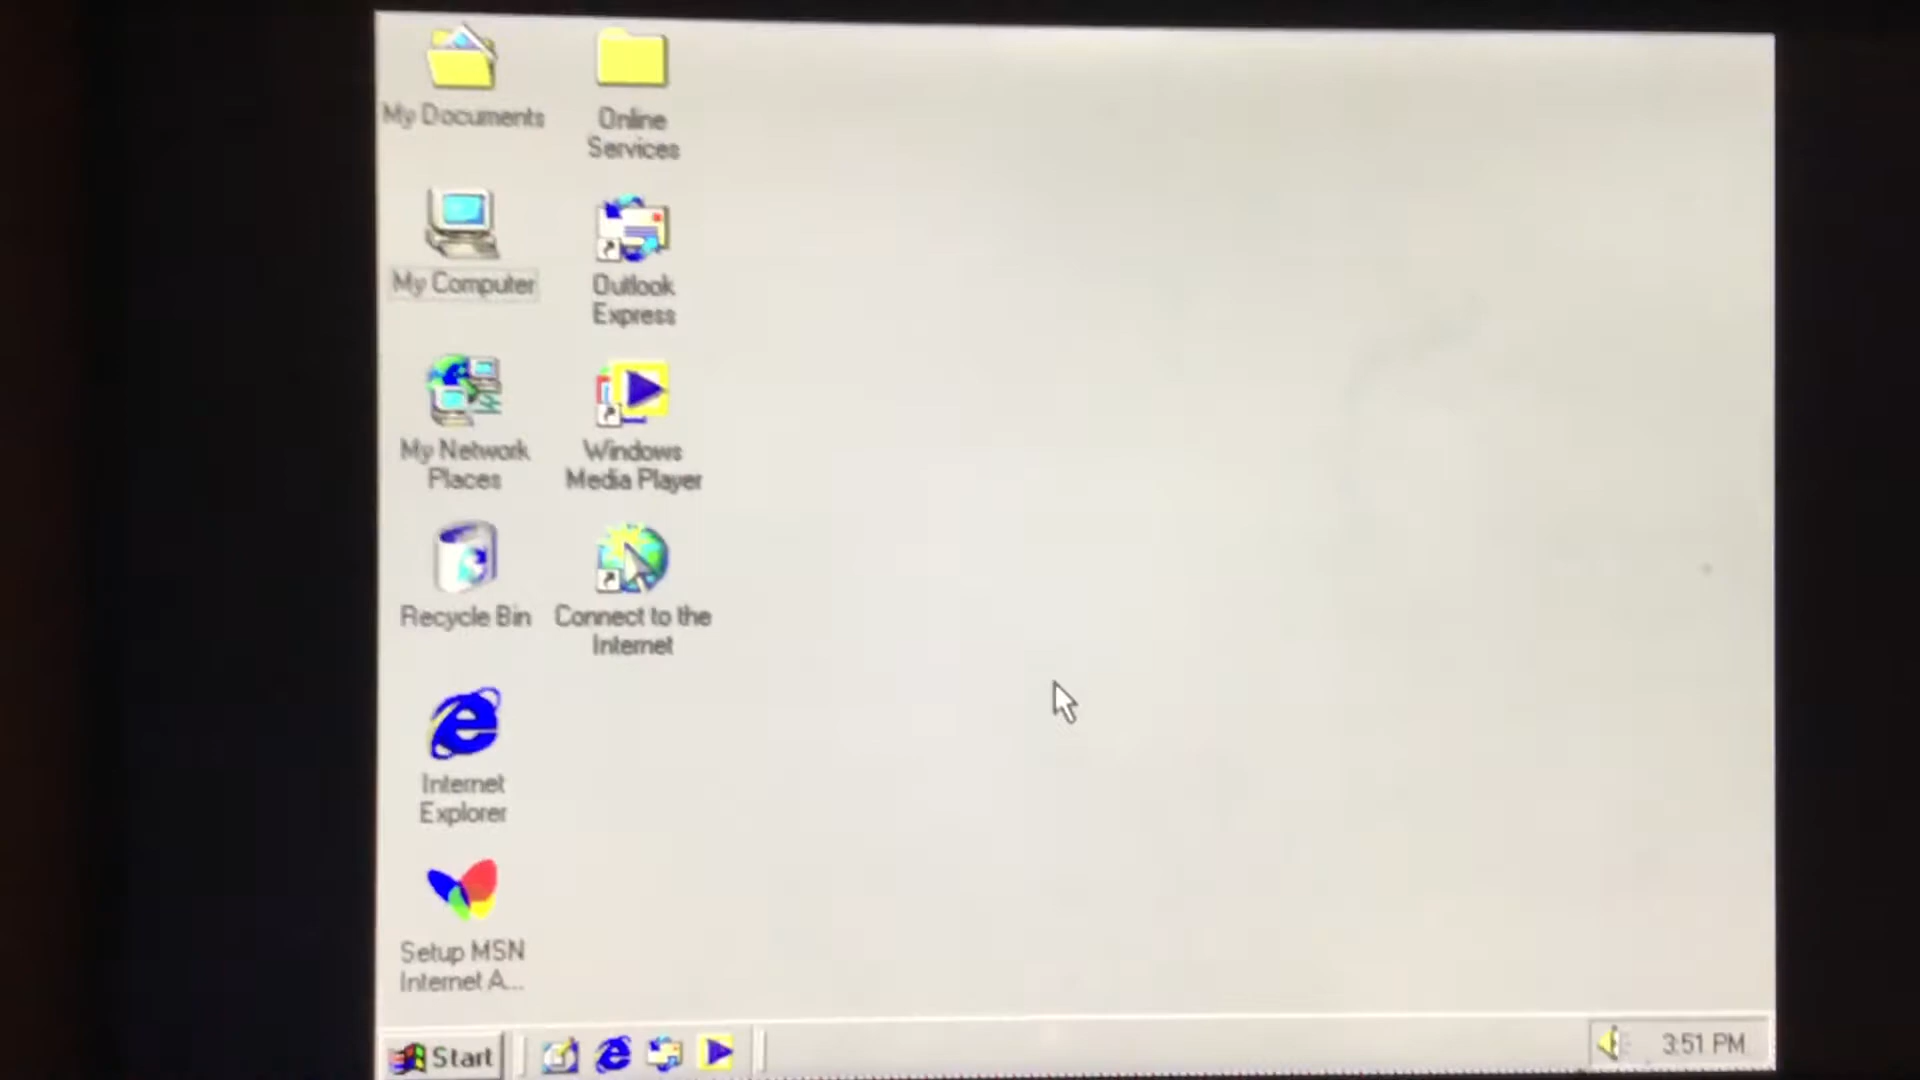 My Documents
Online
Services
My Computer
Outlook
Express
My Network
Places
Windows
Media Player
Recycle Bin
Connect to the
Internet
Internet
Explorer
Setup MSN
Internet A...
Start
3:51 PM